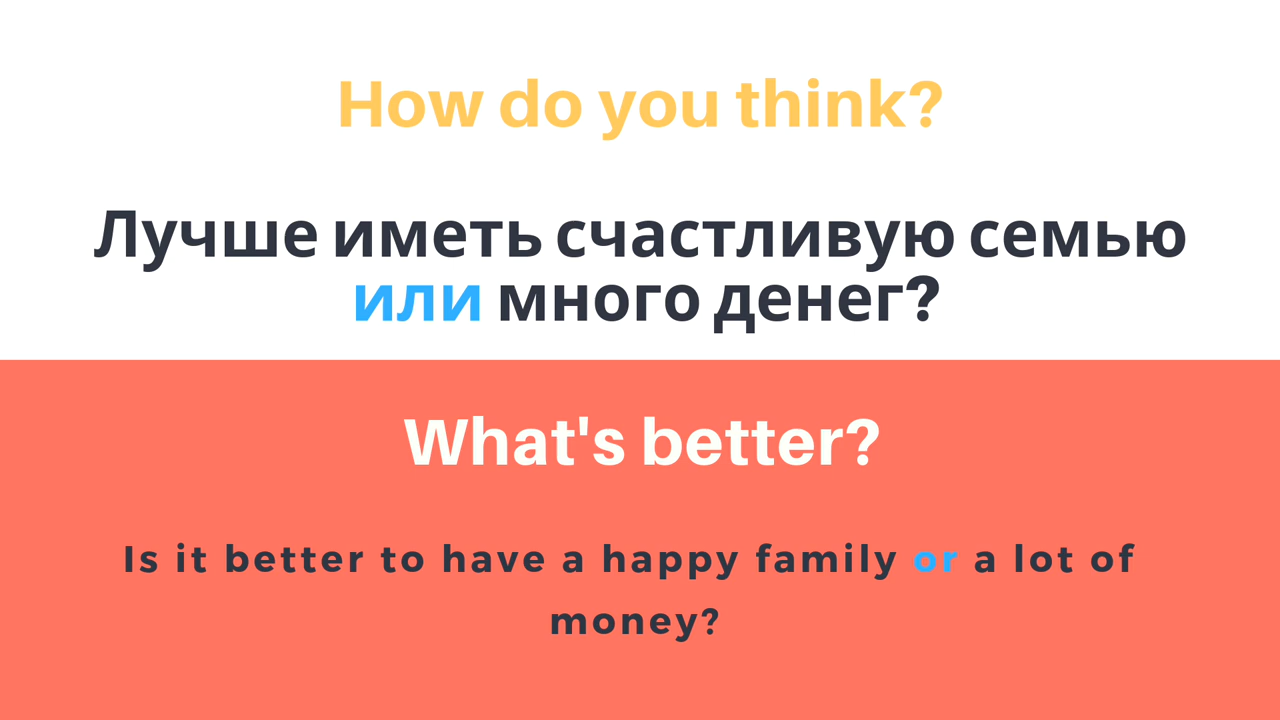 How do you think?
Лучше иметь счастливую семью
или много денег?
What's better?
Is it better to have a happy family or a lot of
money?